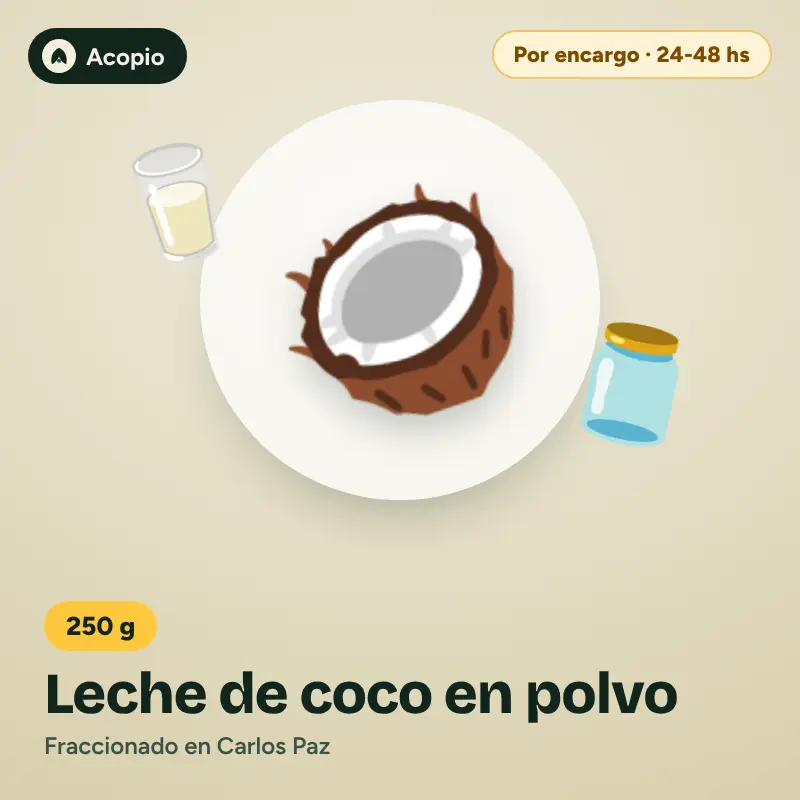 Acopio
Por encargo · 24-48 hs
250 g
Leche de coco en polvo
Fraccionado en Carlos Paz